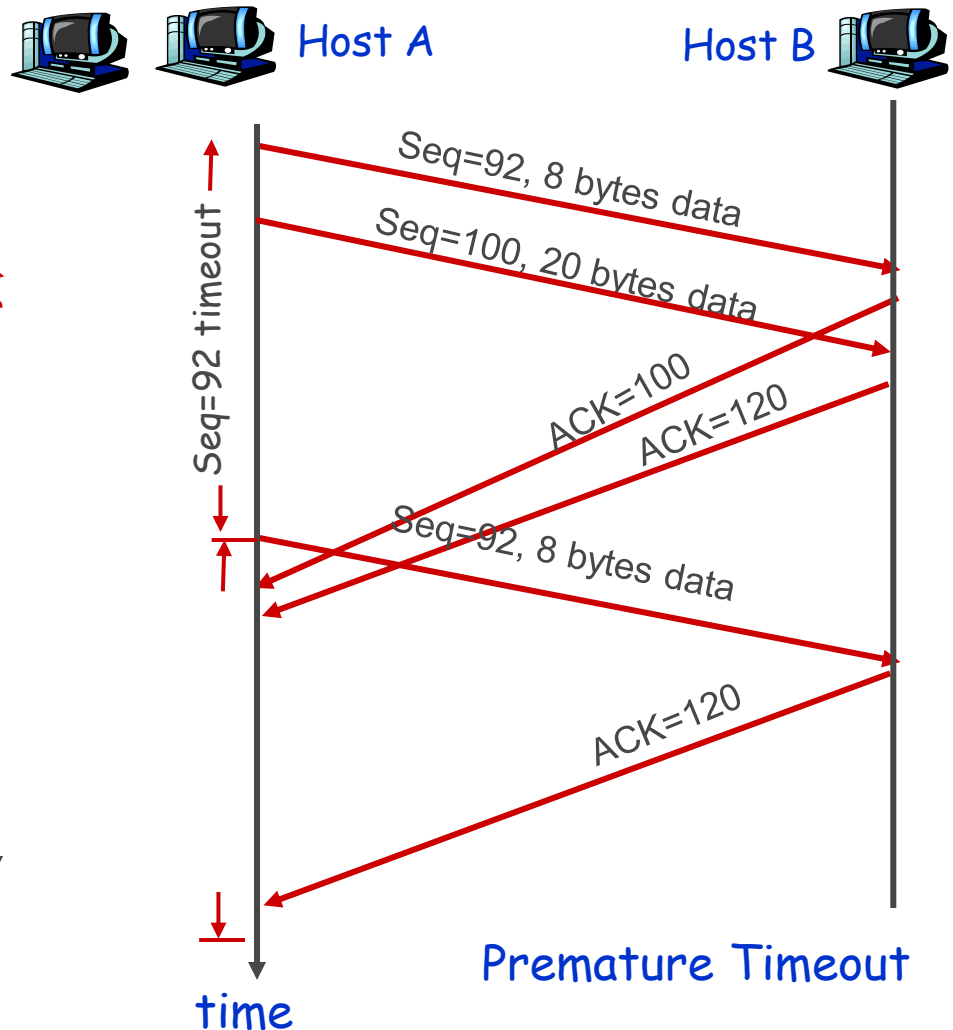 Host A
Host B
Seq=92, 8 bytes data
Seq=100, 20 bytes data
Seq=92 timeout
ACK=100
ACK=120
Seq=92, 8 bytes data
ACK=120
Premature Timeout
time